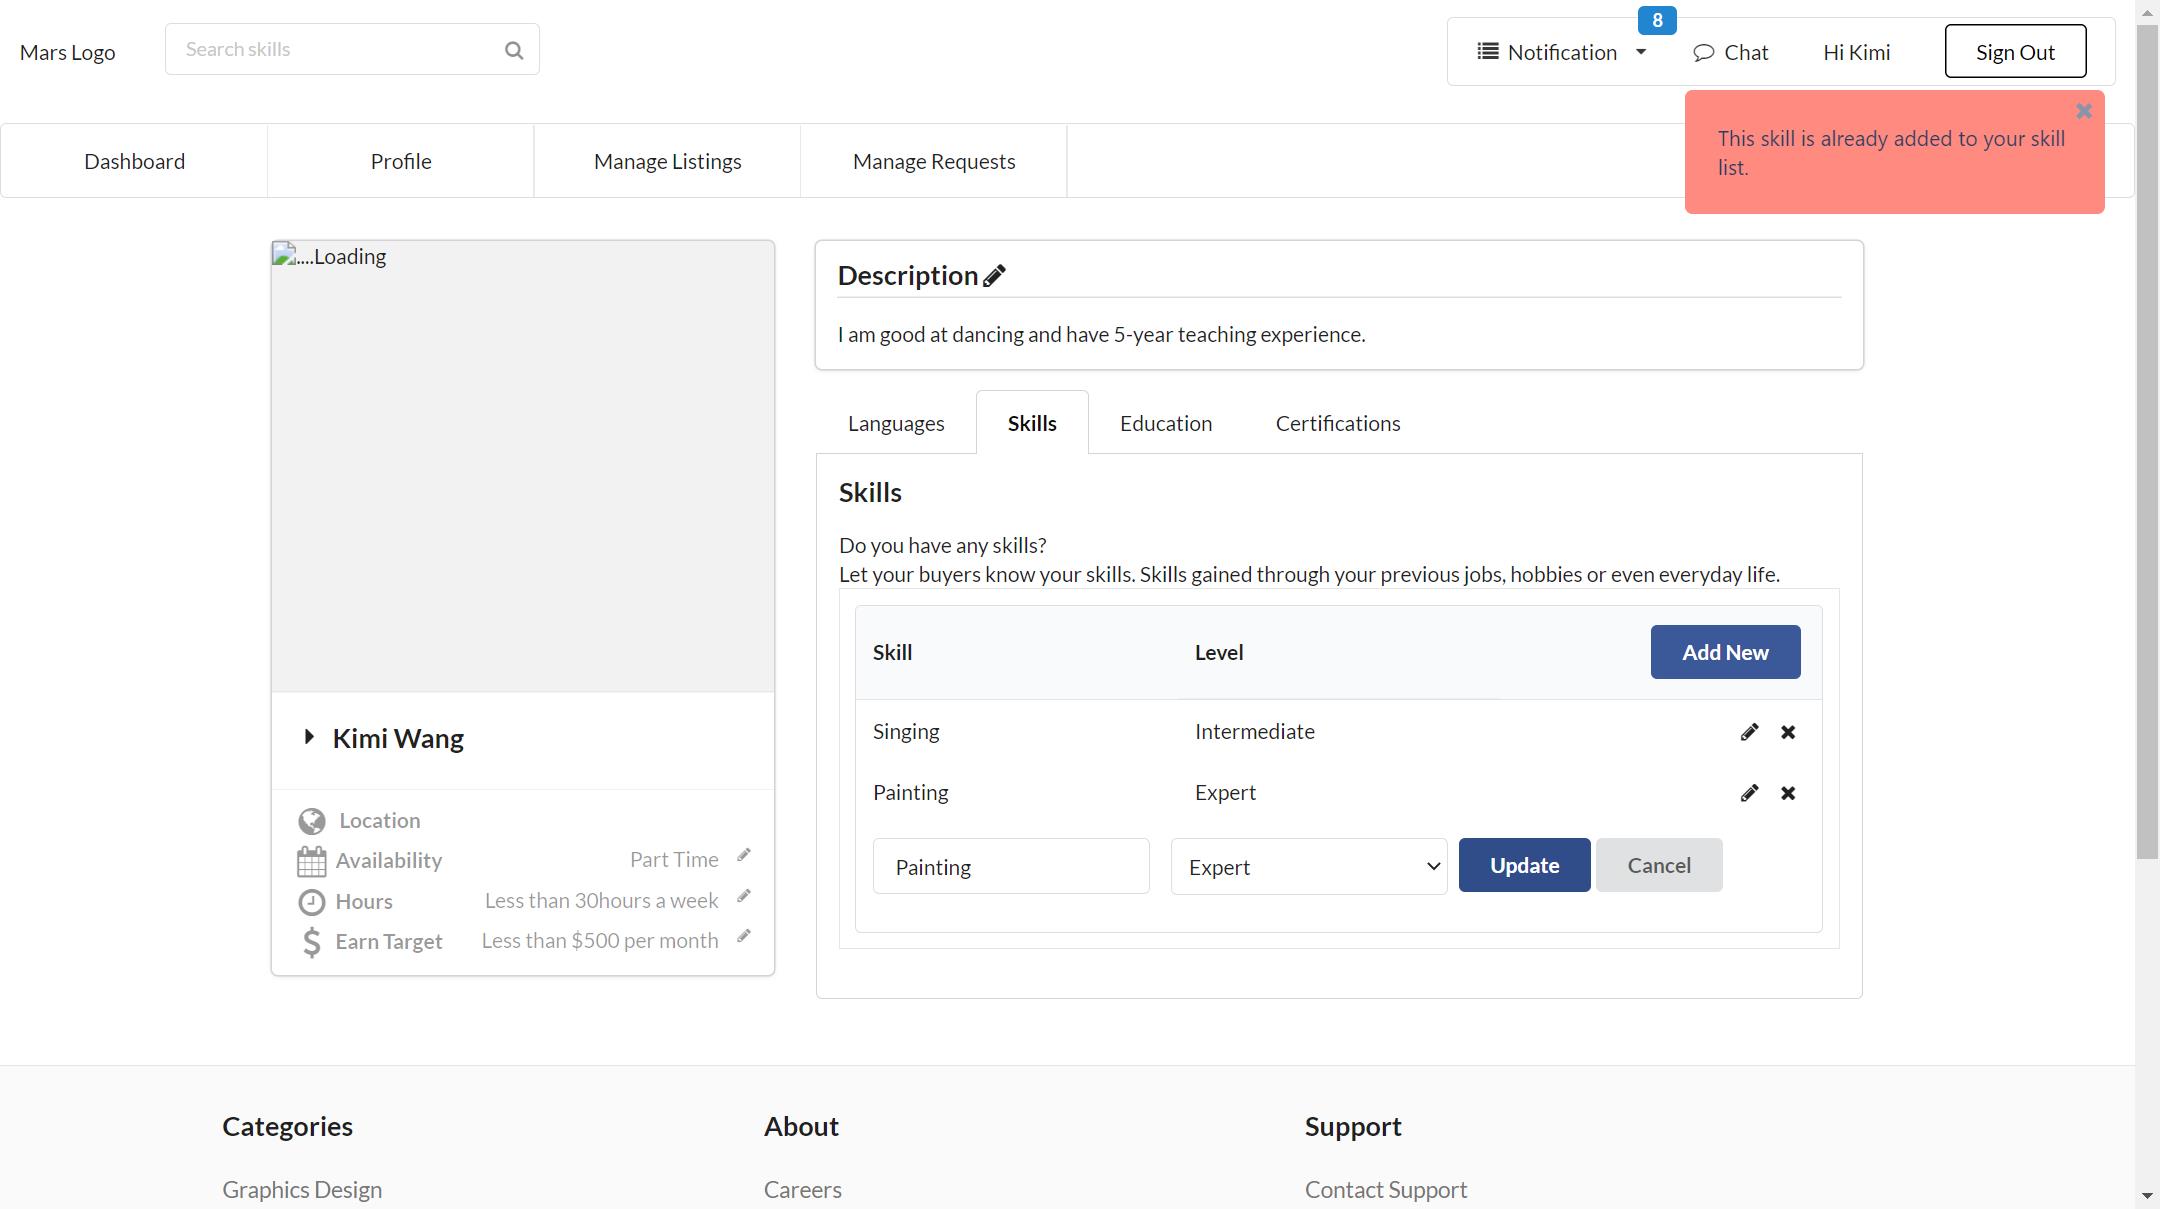 Mars Logo
Search skills
8
Notification
Chat
Hi Kimi
Sign Out
This skill is already added to your skill
list.
Dashboard
Profile
Manage Listings
Manage Requests
....Loading
Kimi Wang
Location
Availability
Part Time
Hours
Less than 30hours a week
Earn Target
Less than $500 per month
Description
I am good at dancing and have 5-year teaching experience.
Languages
Skills
Education
Certifications
Skills
Do you have any skills?
Let your buyers know your skills. Skills gained through your previous jobs, hobbies or even everyday life.
Skill
Level
Add New
Singing
Intermediate
Painting
Expert
Painting
Expert
Update
Cancel
Categories
About
Support
Graphics Design
Careers
Contact Support